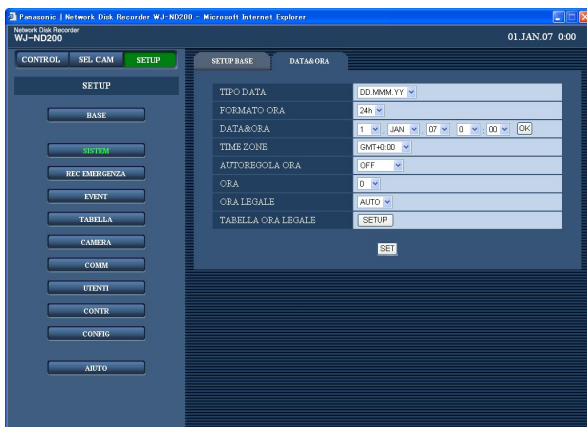 Panasonic | Network Disk Recorder WJ-ND200 - Microsoft Internet Explorer
Network Disk Recorder
WJ-ND200
01.JAN.07 0:00
CONTROL SEL CAM SETUP
SETUP BASE DATA&ORA
SETUP
BASE
SISTEM
REC EMERGENZA
EVENT
TABELLA
CAMERA
COMM
UTENTI
CONTR
CONFIG
AIUTO
TIPO DATA DD.MMM.YY
FORMATO ORA 24h
DATA&ORA 1 . JAN . 07 0 : 00 OK
TIME ZONE GMT+0:00
AUTOREGOLA ORA OFF
ORA 0
ORA LEGALE AUTO
TABELLA ORA LEGALE SETUP
SET